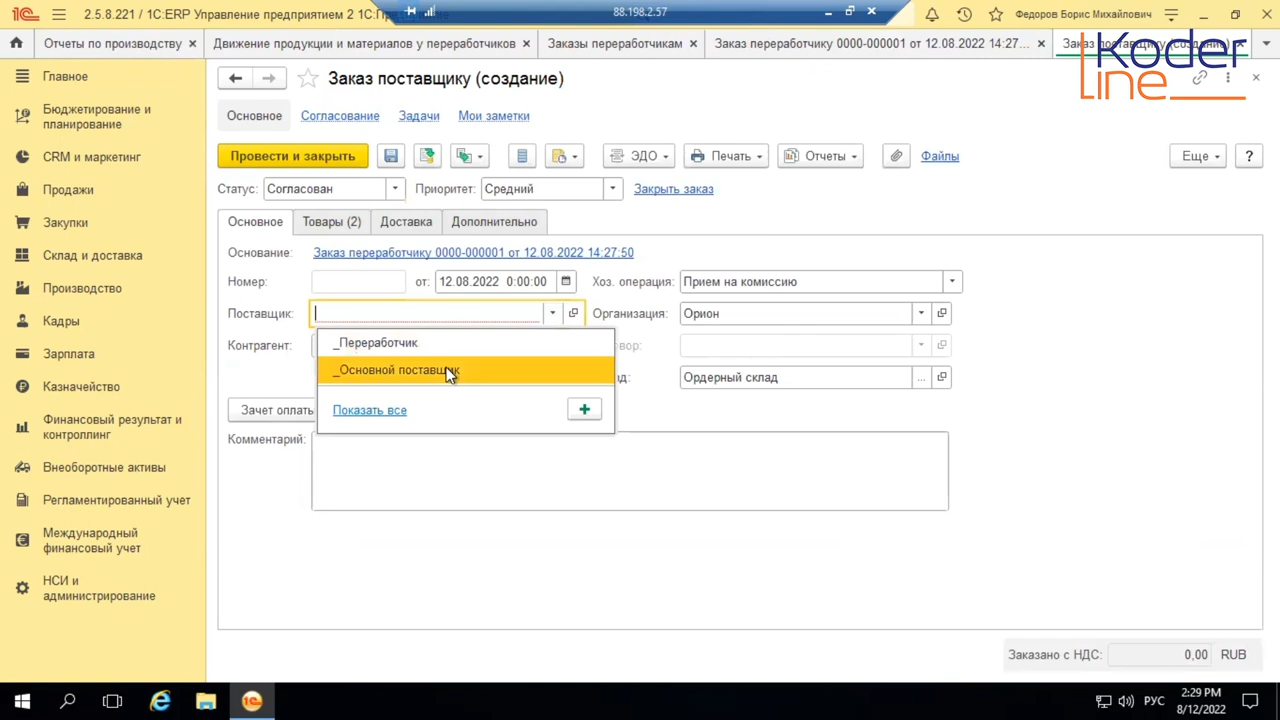 2.5.8.221 / 1С:ERP Управление предприятием 2 1С:Пр
88.198.2.57
Федоров Борис Михайлович
Отчеты по производству × Движение продукции и материалов у переработчиков × Заказы переработчикам × Заказ переработчику 0000-000001 от 12.08.2022 14:27... × Заказ поставщику (создание) ×
Koder
line
Главное
Бюджетирование и
планирование
CRM и маркетинг
Продажи
Закупки
Склад и доставка
Производство
Кадры
Зарплата
Казначейство
Финансовый результат и
контроллинг
Внеоборотные активы
Регламентированный учет
Международный
финансовый учет
НСИ и
администрирование
Заказ поставщику (создание)
Основное Согласование Задачи Мои заметки
Провести и закрыть ЭДО Печать Отчеты Файлы Еще ?
Статус: Согласован Приоритет: Средний Закрыть заказ
Основное Товары (2) Доставка Дополнительно
Основание: Заказ переработчику 0000-000001 от 12.08.2022 14:27:50
Номер: от: 12.08.2022 0:00:00 Хоз. операция: Прием на комиссию
Поставщик: Организация: Орион
_Переработчик
Контрагент: вор:
_Основной поставщик д: Ордерный склад ...
Зачет оплаты Показать все +
Комментарий:
Заказано с НДС: 0,00 RUB
РУС
2:29 PM
8/12/2022